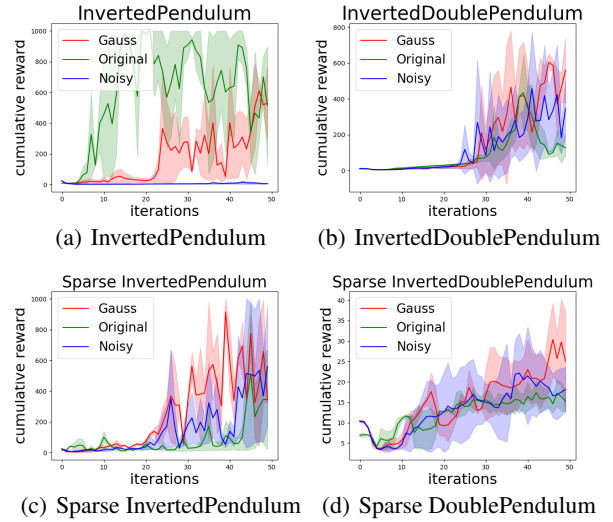 InvertedPendulum
InvertedDoublePendulum
1000
800
600
400
200
0
cumulative reward
Gauss
Original
Noisy
0 10 20 30 40 50
iterations
800
600
400
200
0
cumulative reward
Gauss
Original
Noisy
0 10 20 30 40 50
iterations
(a) InvertedPendulum
(b) InvertedDoublePendulum
Sparse InvertedPendulum
Sparse InvertedDoublePendulum
1000
800
600
400
200
0
cumulative reward
Gauss
Original
Noisy
0 10 20 30 40 50
iterations
40
35
30
25
20
15
10
5
cumulative reward
Gauss
Original
Noisy
0 10 20 30 40 50
iterations
(c) Sparse InvertedPendulum
(d) Sparse DoublePendulum